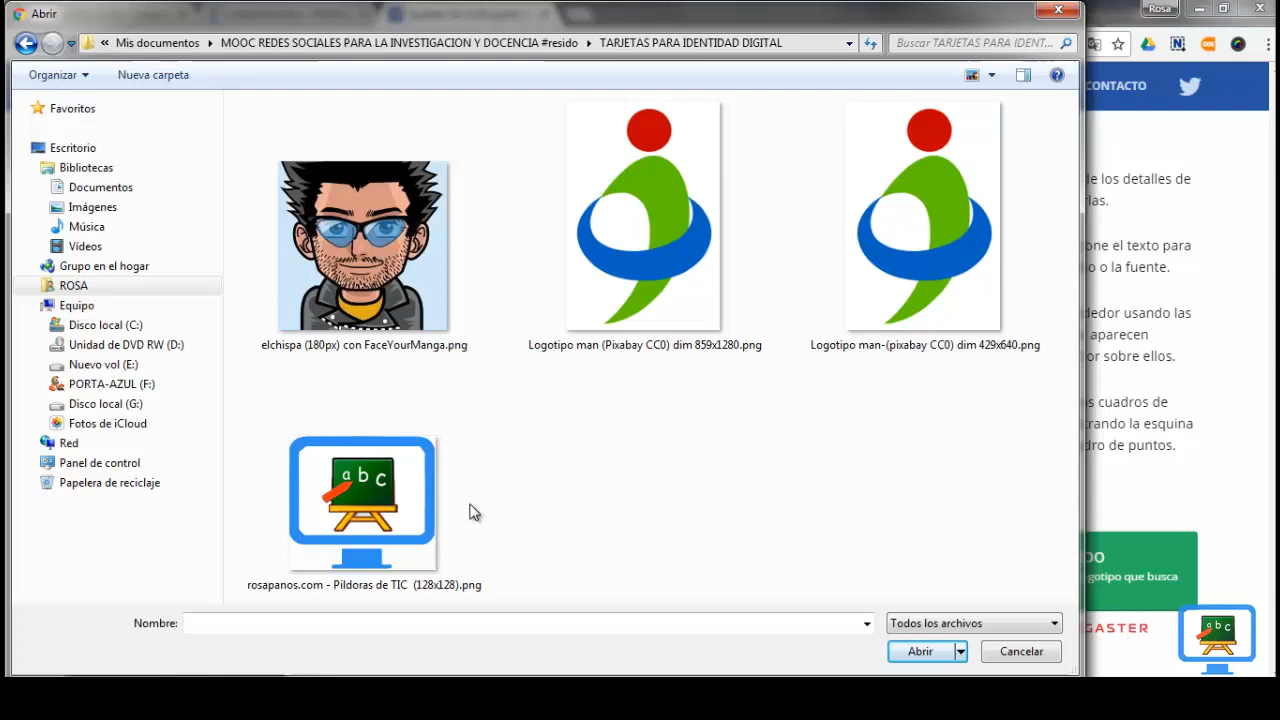 Abrir
Rosa
Mis documentos
MOOC REDES SOCIALES PARA LA INVESTIGACION Y DOCENCIA #resido
TARJETAS PARA IDENTIDAD DIGITAL
Buscar TARJETAS PARA IDENT...
Organizar
Nueva carpeta
CONTACTO
Favoritos
Escritorio
Bibliotecas
Documentos
Imágenes
Música
Vídeos
Grupo en el hogar
ROSA
Equipo
Disco local (C:)
Unidad de DVD RW (D:)
Nuevo vol (E:)
PORTA-AZUL (F:)
Disco local (G:)
Fotos de iCloud
Red
Panel de control
Papelera de reciclaje
elchispa (180px) con FaceYourManga.png
Logotipo man (Pixabay CC0) dim 859x1280.png
Logotipo man-(pixabay CC0) dim 429x640.png
a b c
rosapanos.com - Pildoras de TIC (128x128).png
Nombre:
Todos los archivos
Abrir
Cancelar
de los detalles de
one el texto para
o o la fuente.
dedor usando las
aparecen
or sobre ellos.
s cuadros de
trando la esquina
dro de puntos.
DO
gotipo que busca
GASTER
a b c